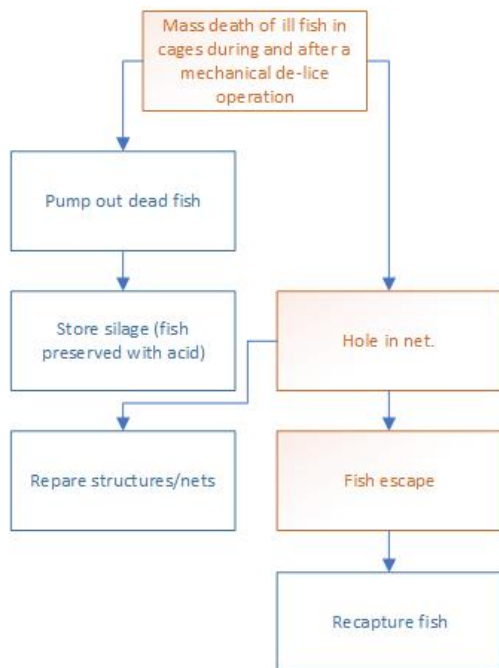 Mass death of ill fish in
cages during and after a
mechanical de-lice
operation
Pump out dead fish
Store silage (fish
preserved with acid)
Hole in net.
Repare structures/nets
Fish escape
Recapture fish